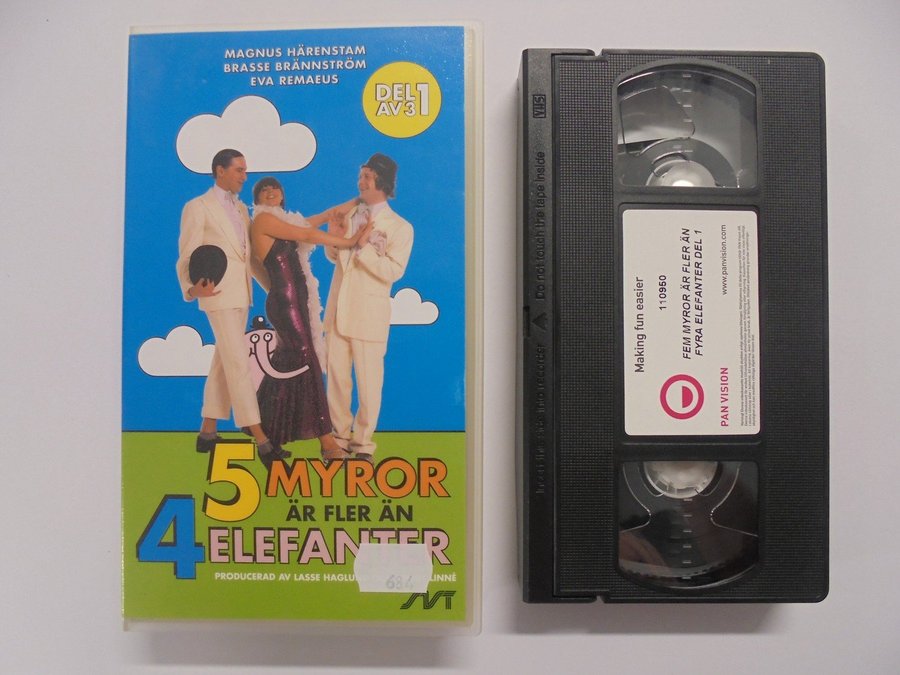 MAGNUS HÄRENSTAM
BRASSE BRÄNNSTRÖM
EVA REMAEUS
DEL 1
AV 3
5 MYROR
ÄR FLER ÄN
4 ELEFANTER
PRODUCERAD AV LASSE HAGLU LINNÉ
684
SVT
VHS
Do not touch the tape inside
Making fun easier
110950
FEM MYROR ÄR FLER ÄN
FYRA ELEFANTER DEL 1
www.panvision.com
PAN VISION